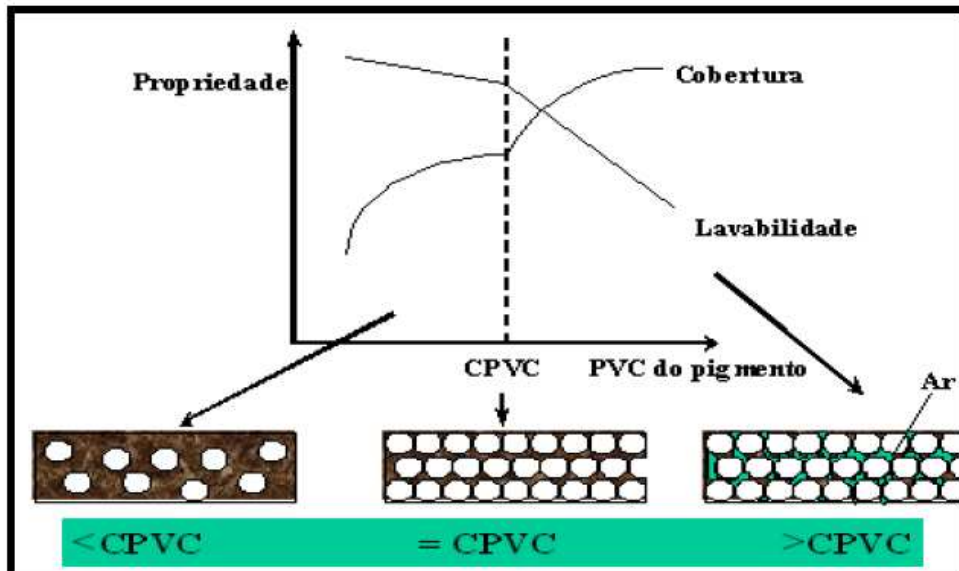 Propriedade
Cobertura
Lavabilidade
CPVC
PVC do pigmento
Ar
<CPVC
= CPVC
>CPVC